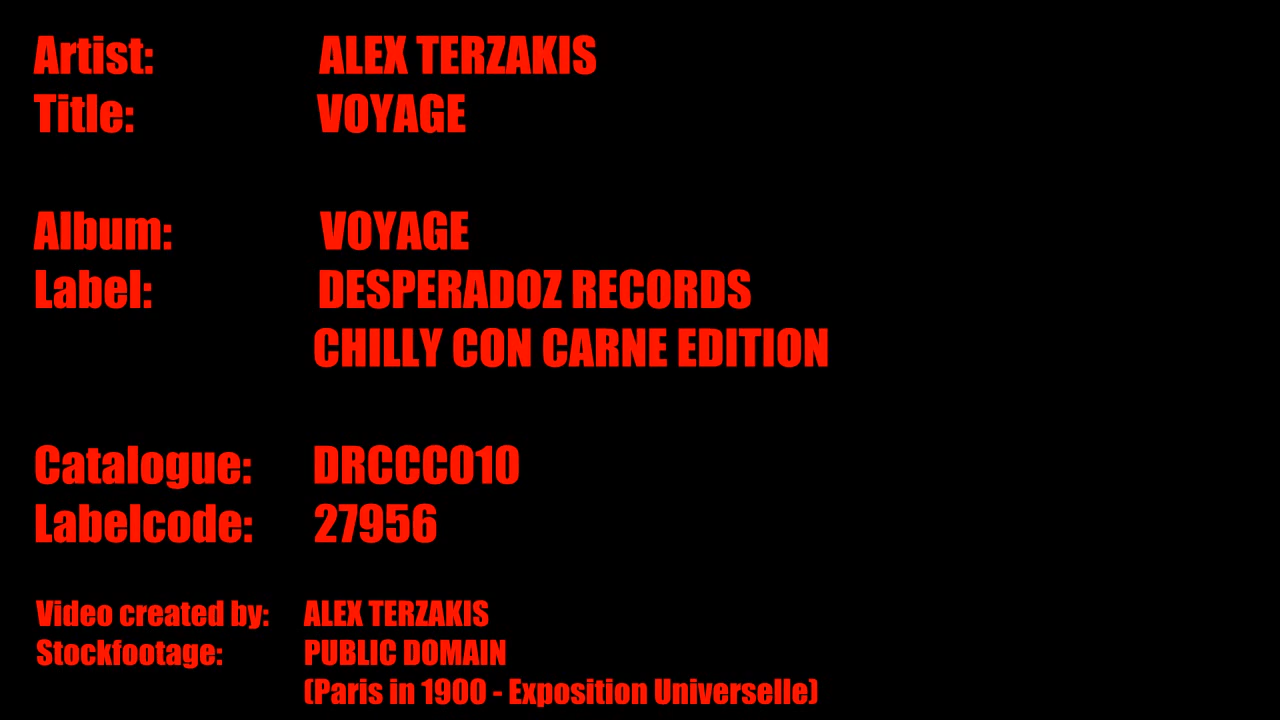 Artist: ALEX TERZAKIS
Title: VOYAGE
Album: VOYAGE
Label: DESPERADOZ RECORDS
CHILLY CON CARNE EDITION
Catalogue: DRCCC010
Labelcode: 27956
Video created by: ALEX TERZAKIS
Stockfootage: PUBLIC DOMAIN
(Paris in 1900 - Exposition Universelle)